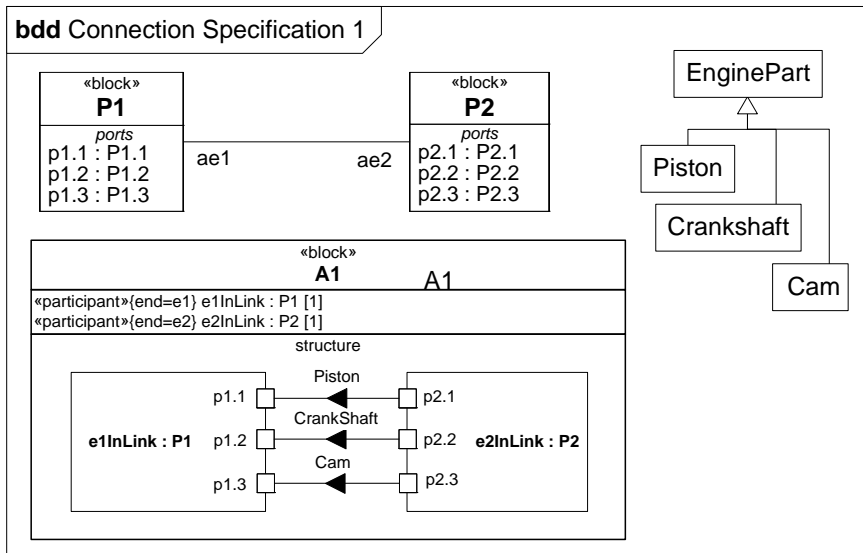 bdd Connection Specification 1
«block»
P1
ports
p1.1 : P1.1
p1.2 : P1.2
p1.3 : P1.3
ae1
ae2
«block»
P2
ports
p2.1 : P2.1
p2.2 : P2.2
p2.3 : P2.3
EnginePart
Piston
Crankshaft
Cam
«block»
A1
A1
«participant»{end=e1} e1InLink : P1 [1]
«participant»{end=e2} e2InLink : P2 [1]
structure
Piston
p1.1
p2.1
CrankShaft
e1InLink : P1
p1.2
p2.2
e2InLink : P2
Cam
p1.3
p2.3